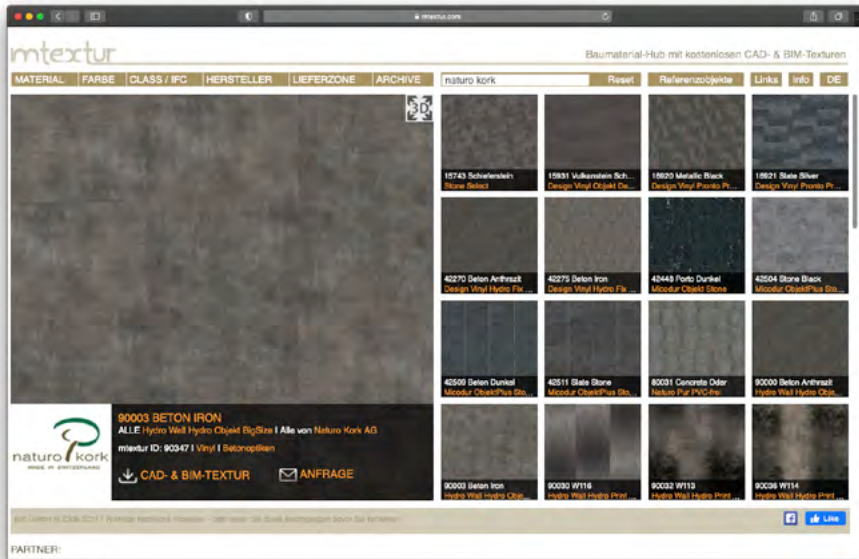 mtextur.com
mtextur
Baumaterial-Hub mit kostenlosen CAD- & BIM-Texturen
MATERIAL FARBE CLASS / IFC HERSTELLER LIEFERZONE ARCHIVE naturo kork Reset Referenzobjekte Links Info DE
3D
15743 Schieferstein
Stone Select
15931 Vulkanstein Sch...
Design Vinyl Objekt De...
16920 Metallic Black
Design Vinyl Pronto Pr...
16921 Slate Silver
Design Vinyl Pronto Pr...
42270 Beton Anthrazit
Design Vinyl Hydro Fix ...
42275 Beton Iron
Design Vinyl Hydro Fix ...
42448 Porto Dunkel
Micodur Objekt Stone
42504 Stone Black
Micodur ObjektPlus Sto...
42509 Beton Dunkel
Micodur ObjektPlus Sto...
42511 Slate Stone
Micodur ObjektPlus Sto...
80031 Concrete Oder
Naturo Pur PVC-frei
90000 Beton Anthrazit
Hydro Wall Hydro Obje...
90003 Beton Iron
Hydro Wall Hydro Obje...
90030 W116
Hydro Wall Hydro Print ...
90032 W113
Hydro Wall Hydro Print ...
90036 W114
Hydro Wall Hydro Print ...
naturo kork
MADE IN SWITZERLAND
90003 BETON IRON
ALLE Hydro Wall Hydro Objekt BigSize I Alle von Naturo Kork AG
mtextur ID: 90347 I Vinyl I Betonoptiken
CAD- & BIM-TEXTUR ANFRAGE
Like
PARTNER: